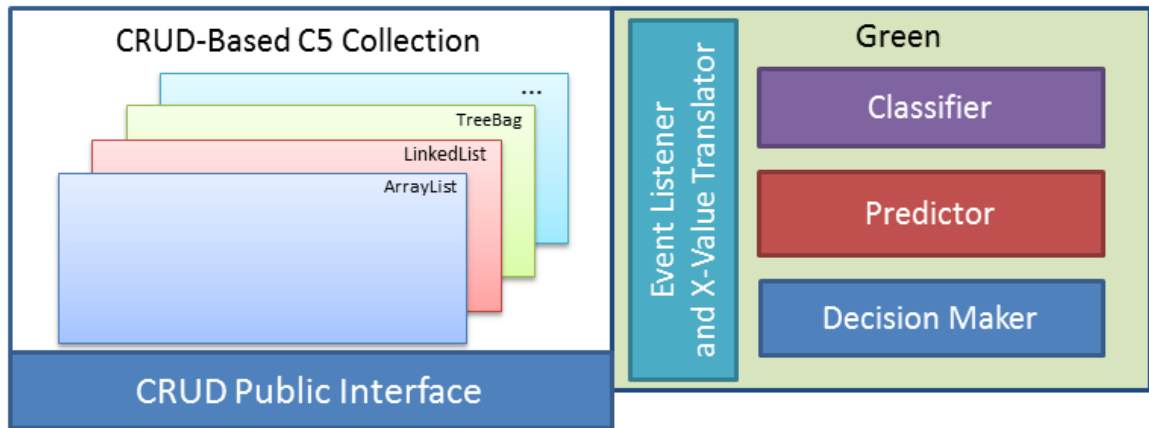 CRUD-Based C5 Collection
...
TreeBag
LinkedList
ArrayList
CRUD Public Interface
Event Listener
and X-Value Translator
Green
Classifier
Predictor
Decision Maker